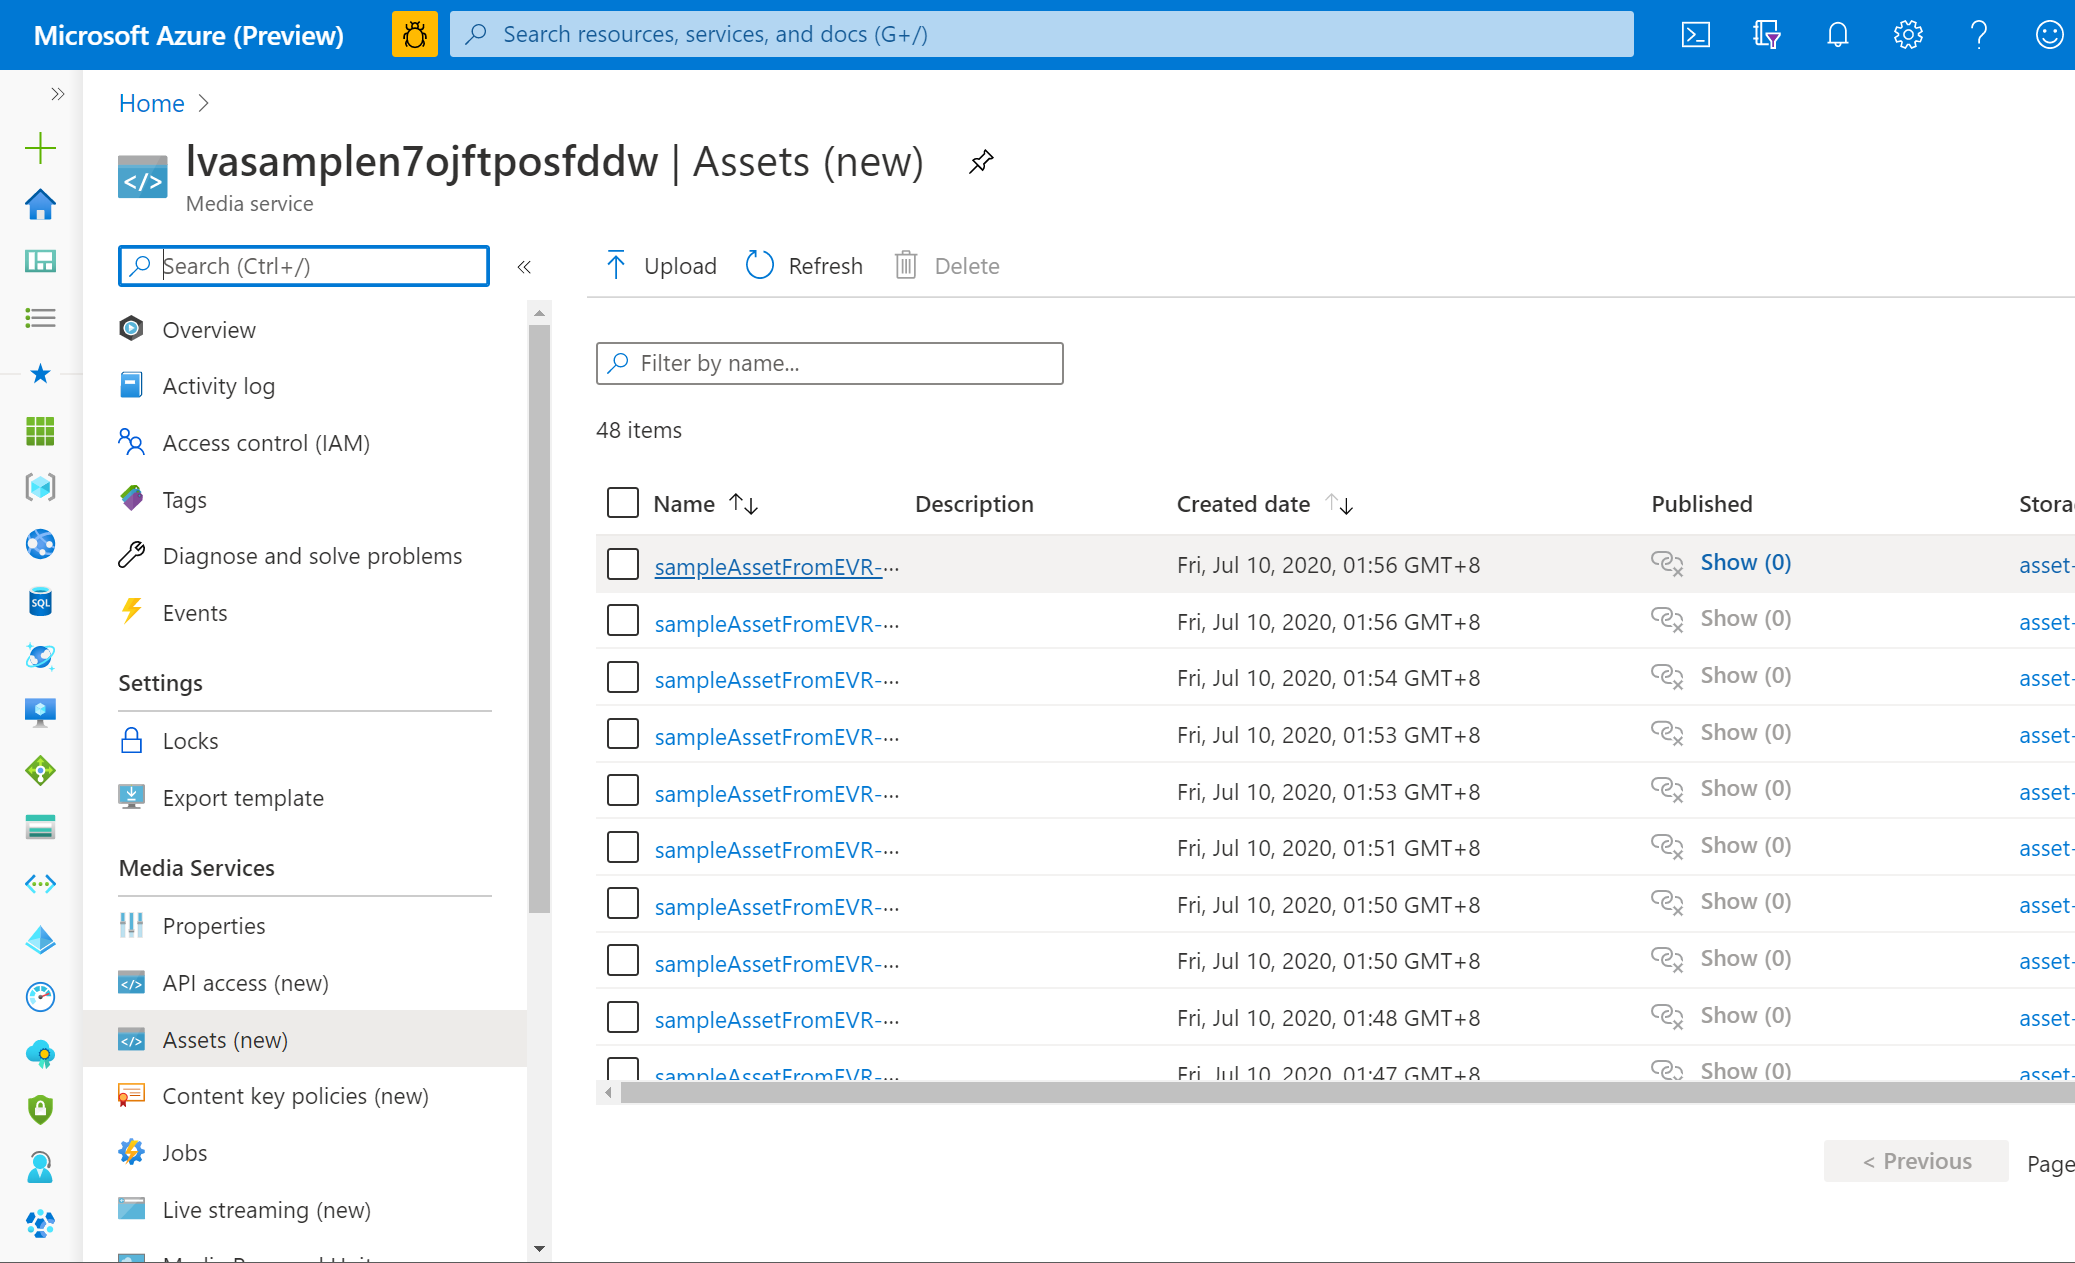 Microsoft Azure (Preview)
Search resources, services, and docs (G+/)
Home
lvasamplen7ojftposfddw | Assets (new)
Media service
Search (Ctrl+/)
Overview
Activity log
Access control (IAM)
Tags
Diagnose and solve problems
Events
Settings
Locks
Export template
Media Services
Properties
API access (new)
Assets (new)
Content key policies (new)
Jobs
Live streaming (new)
Upload Refresh Delete
Filter by name...
48 items
Name Description Created date Published
sampleAssetFromEVR-... Fri, Jul 10, 2020, 01:56 GMT+8 Show (0) asset-
sampleAssetFromEVR-... Fri, Jul 10, 2020, 01:56 GMT+8 Show (0) asset-
sampleAssetFromEVR-... Fri, Jul 10, 2020, 01:54 GMT+8 Show (0) asset-
sampleAssetFromEVR-... Fri, Jul 10, 2020, 01:53 GMT+8 Show (0) asset-
sampleAssetFromEVR-... Fri, Jul 10, 2020, 01:53 GMT+8 Show (0) asset-
sampleAssetFromEVR-... Fri, Jul 10, 2020, 01:51 GMT+8 Show (0) asset-
sampleAssetFromEVR-... Fri, Jul 10, 2020, 01:50 GMT+8 Show (0) asset-
sampleAssetFromEVR-... Fri, Jul 10, 2020, 01:50 GMT+8 Show (0) asset-
sampleAssetFromEVR-... Fri, Jul 10, 2020, 01:48 GMT+8 Show (0) asset-
sampleAssetFromEVR-... Fri, Jul 10, 2020, 01:47 GMT+8 Show (0) asset-
< Previous Page